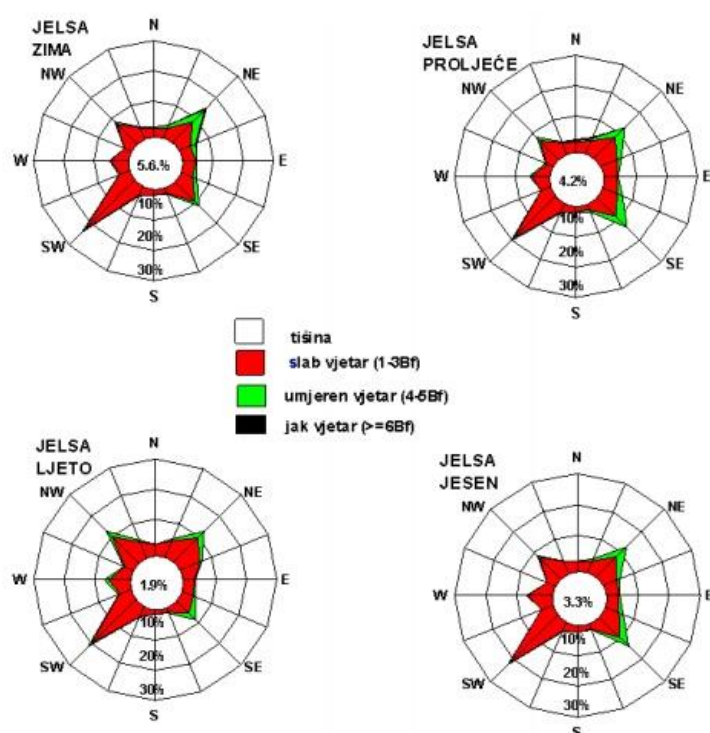 JELSA
ZIMA
N
NW
NE
W
E
5.6.%
10%
20%
30%
SW
SE
S
JELSA
PROLJEĆE
N
NW
NE
W
E
4.2%
10%
20%
30%
SW
SE
S
tišina
slab vjetar (1-3Bf)
umjeren vjetar (4-5Bf)
jak vjetar (>=6Bf)
JELSA
LJETO
N
NW
NE
W
E
1.9%
10%
20%
30%
SW
SE
S
JELSA
JESEN
N
NW
NE
W
E
3.3%
10%
20%
30%
SW
SE
S